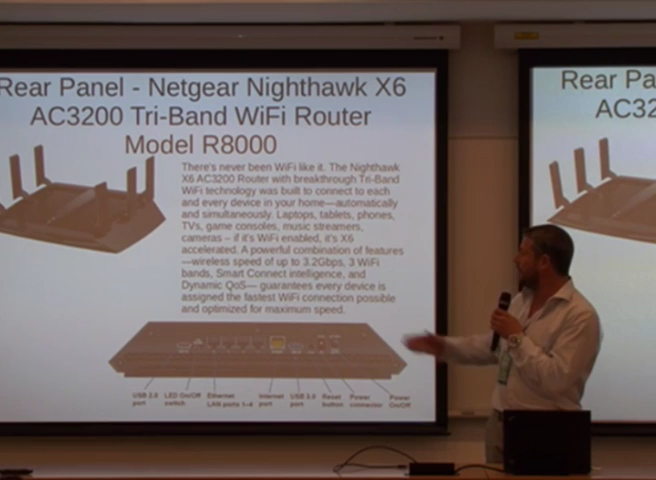 Rear Panel - Netgear Nighthawk X6
AC3200 Tri-Band WiFi Router
Model R8000
There's never been WiFi like it. The Nighthawk
X6 AC3200 Router with breakthrough Tri-Band
WiFi technology was built to connect to each
and every device in your home—automatically
and simultaneously. Laptops, tablets, phones,
TVs, game consoles, music streamers,
cameras – if it's WiFi enabled, it's X6
accelerated. A powerful combination of features
—wireless speed of up to 3.2Gbps, 3 WiFi
bands, Smart Connect intelligence, and
Dynamic QoS— guarantees every device is
assigned the fastest WiFi connection possible
and optimized for maximum speed.
USB 2.0 LED On/Off Ethernet Internet USB 3.0 Reset Power Power
port switch LAN ports 1-4 port port button connector On/Off
Rear Pa
AC32